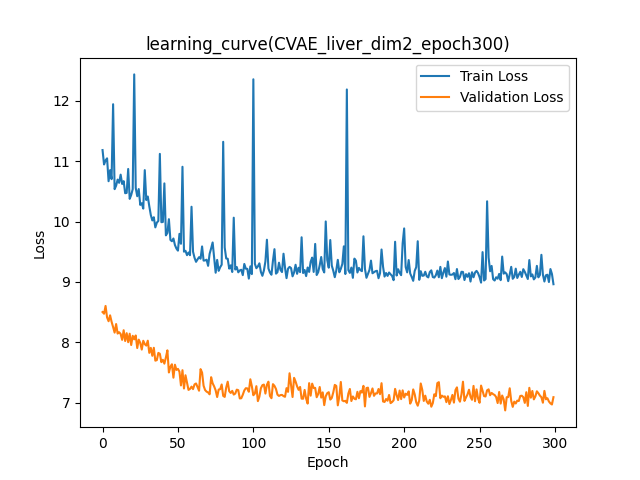 learning_curve(CVAE_liver_dim2_epoch300)
Train Loss
Validation Loss
12
11
10
9
8
7
Loss
0
50
100
150
200
250
300
Epoch